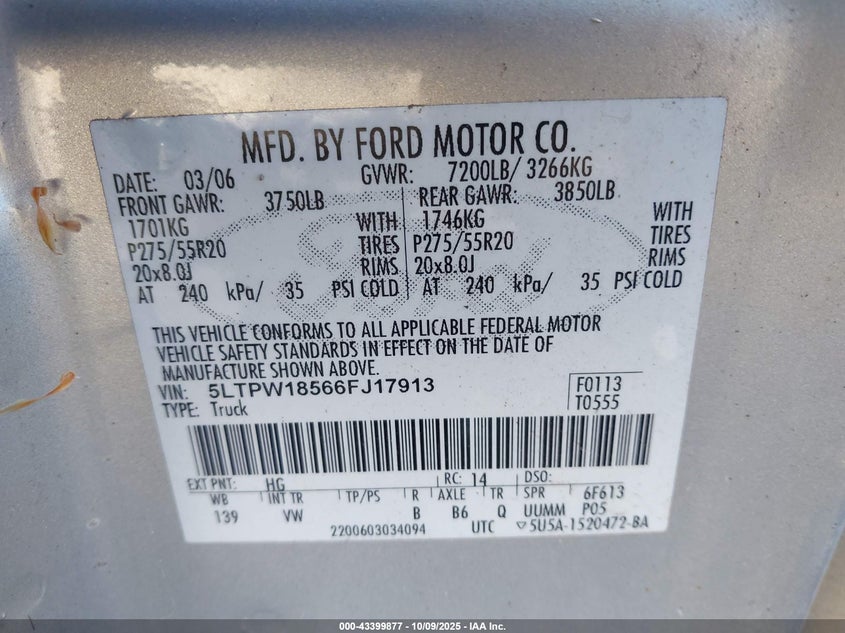 MFD. BY FORD MOTOR CO.
DATE: 03/06 GVWR: 7200LB/ 3266KG
FRONT GAWR: 3750LB REAR GAWR: 3850LB
1701KG WITH 1746KG WITH
P275/55R20 TIRES P275/55R20 TIRES
20x8.0J RIMS 20x8.0J RIMS
AT 240 kPa/ 35 PSI COLD AT 240 kPa/ 35 PSI COLD
THIS VEHICLE CONFORMS TO ALL APPLICABLE FEDERAL MOTOR
VEHICLE SAFETY STANDARDS IN EFFECT ON THE DATE OF
MANUFACTURE SHOWN ABOVE.
VIN: 5LTPW18566FJ17913 F0113
TYPE: Truck T0555
EXT PNT: HG RC: 14 DSO:
WB INT TR TP/PS R AXLE TR SPR 6F613
139 VW B B6 Q UUMM P05
2200603034094 UTC ▽5U5A-1520472-BA
000-43399877 - 10/09/2025 - IAA Inc.